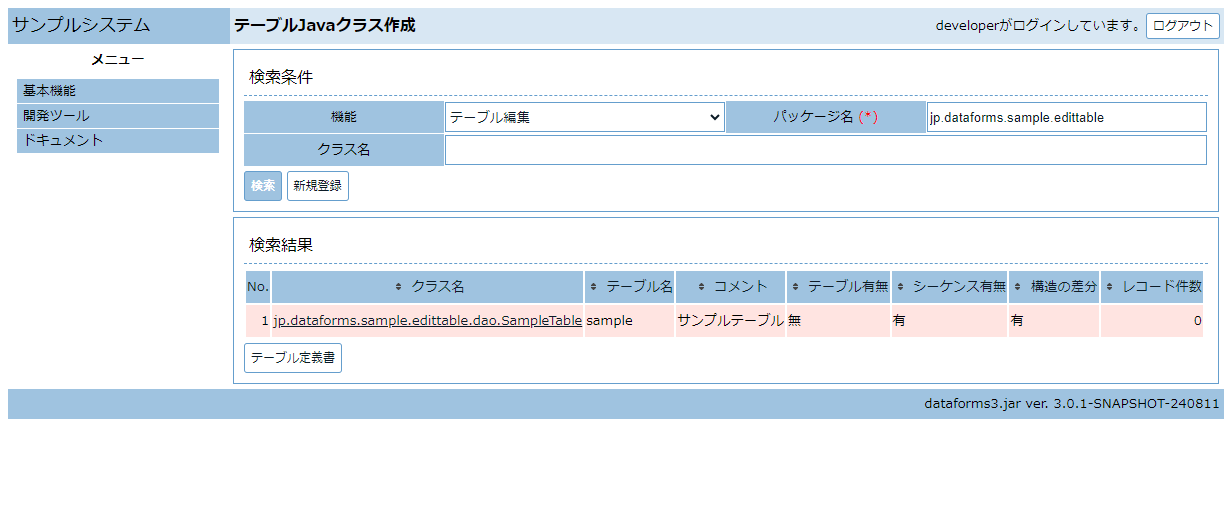 サンプルシステム
テーブルJavaクラス作成
developerがログインしています。 ログアウト
メニュー
基本機能
開発ツール
ドキュメント
検索条件
機能 テーブル編集 パッケージ名 (*) jp.dataforms.sample.edittable
クラス名
検索 新規登録
検索結果
No. クラス名 テーブル名 コメント テーブル有無 シーケンス有無 構造の差分 レコード件数
1 jp.dataforms.sample.edittable.dao.SampleTable sample サンプルテーブル 無 有 有 0
テーブル定義書
dataforms3.jar ver. 3.0.1-SNAPSHOT-240811